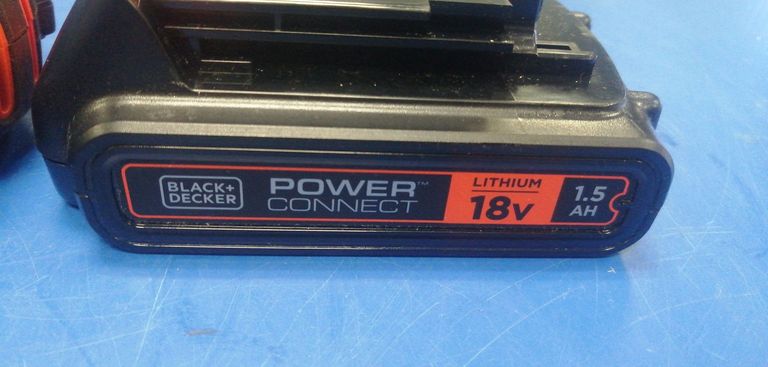 BLACK+
DECKER
POWER™
CONNECT
LITHIUM
18V
1.5
AH